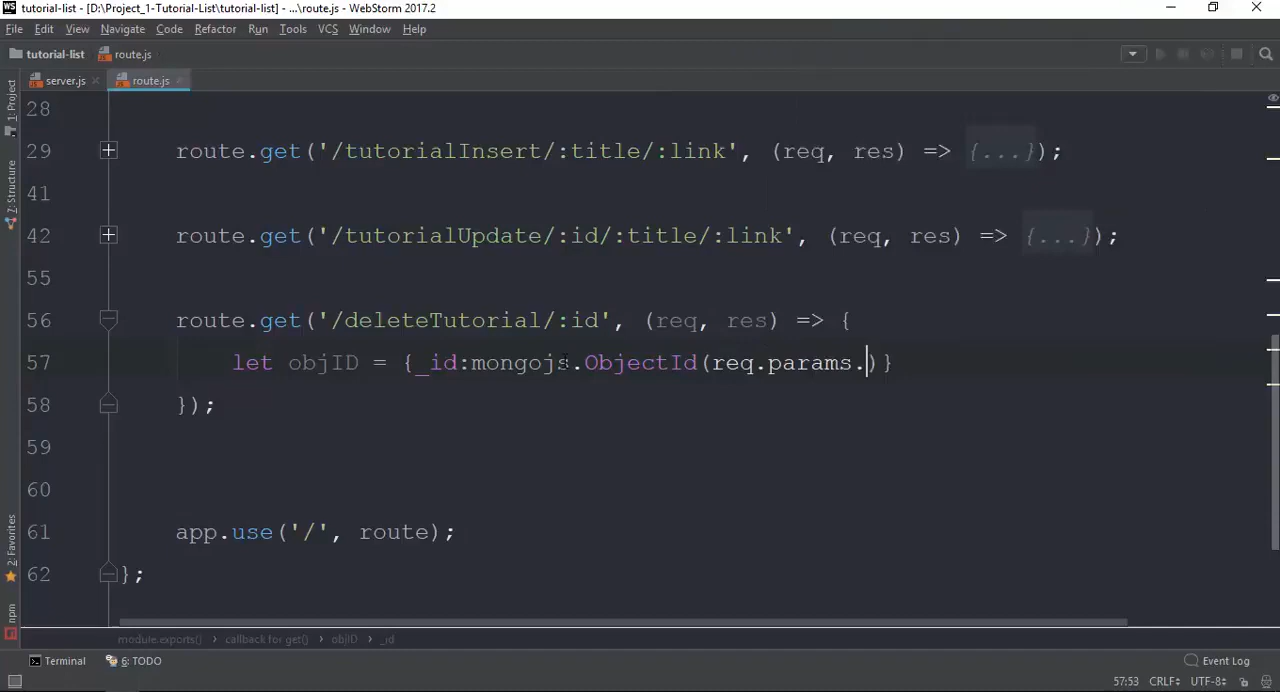 WS tutorial-list [D:\Project_1-Tutorial-List\tutorial-list] - ...\route.js - WebStorm 2017.2
File Edit View Navigate Code Refactor Run Tools VCS Window Help
tutorial-list route.js
server.js route.js
1: Project
7: Structure
2: Favorites
npm
28
29 route.get('/tutorialInsert/:title/:link', (req, res) => {...});
41
42 route.get('/tutorialUpdate/:id/:title/:link', (req, res) => {...});
55
56 route.get('/deleteTutorial/:id', (req, res) => {
57 let objID = {_id:mongojs.ObjectId(req.params.)}
58 });
59
60
61 app.use('/', route);
62 };
module.exports() › callback for get() › objID › _id
Terminal 6: TODO Event Log
57:53 CRLF UTF-8